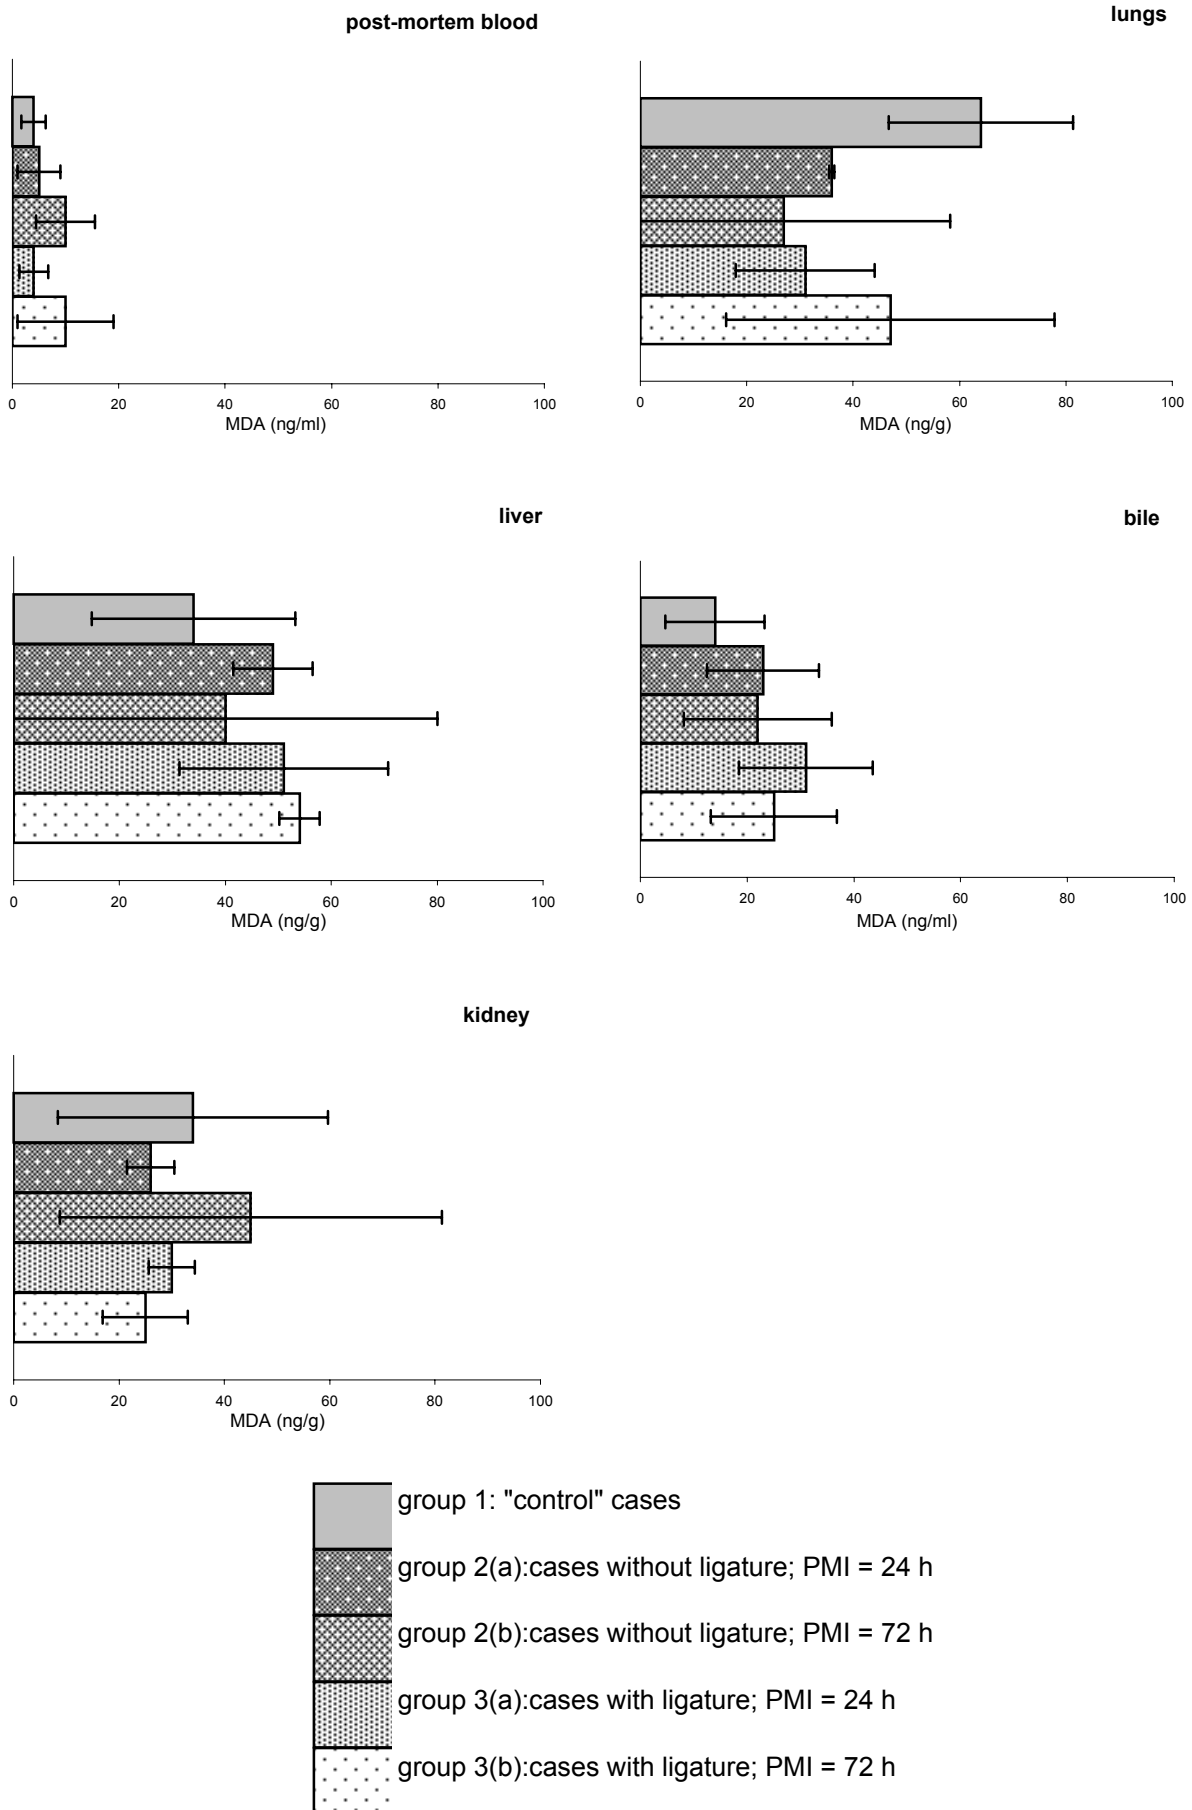 post-mortem blood
0 20 40 60 80 100
MDA (ng/ml)
lungs
0 20 40 60 80 100
MDA (ng/g)
liver
0 20 40 60 80 100
MDA (ng/g)
bile
0 20 40 60 80 100
MDA (ng/ml)
kidney
0 20 40 60 80 100
MDA (ng/g)
group 1: "control" cases
group 2(a):cases without ligature; PMI = 24 h
group 2(b):cases without ligature; PMI = 72 h
group 3(a):cases with ligature; PMI = 24 h
group 3(b):cases with ligature; PMI = 72 h